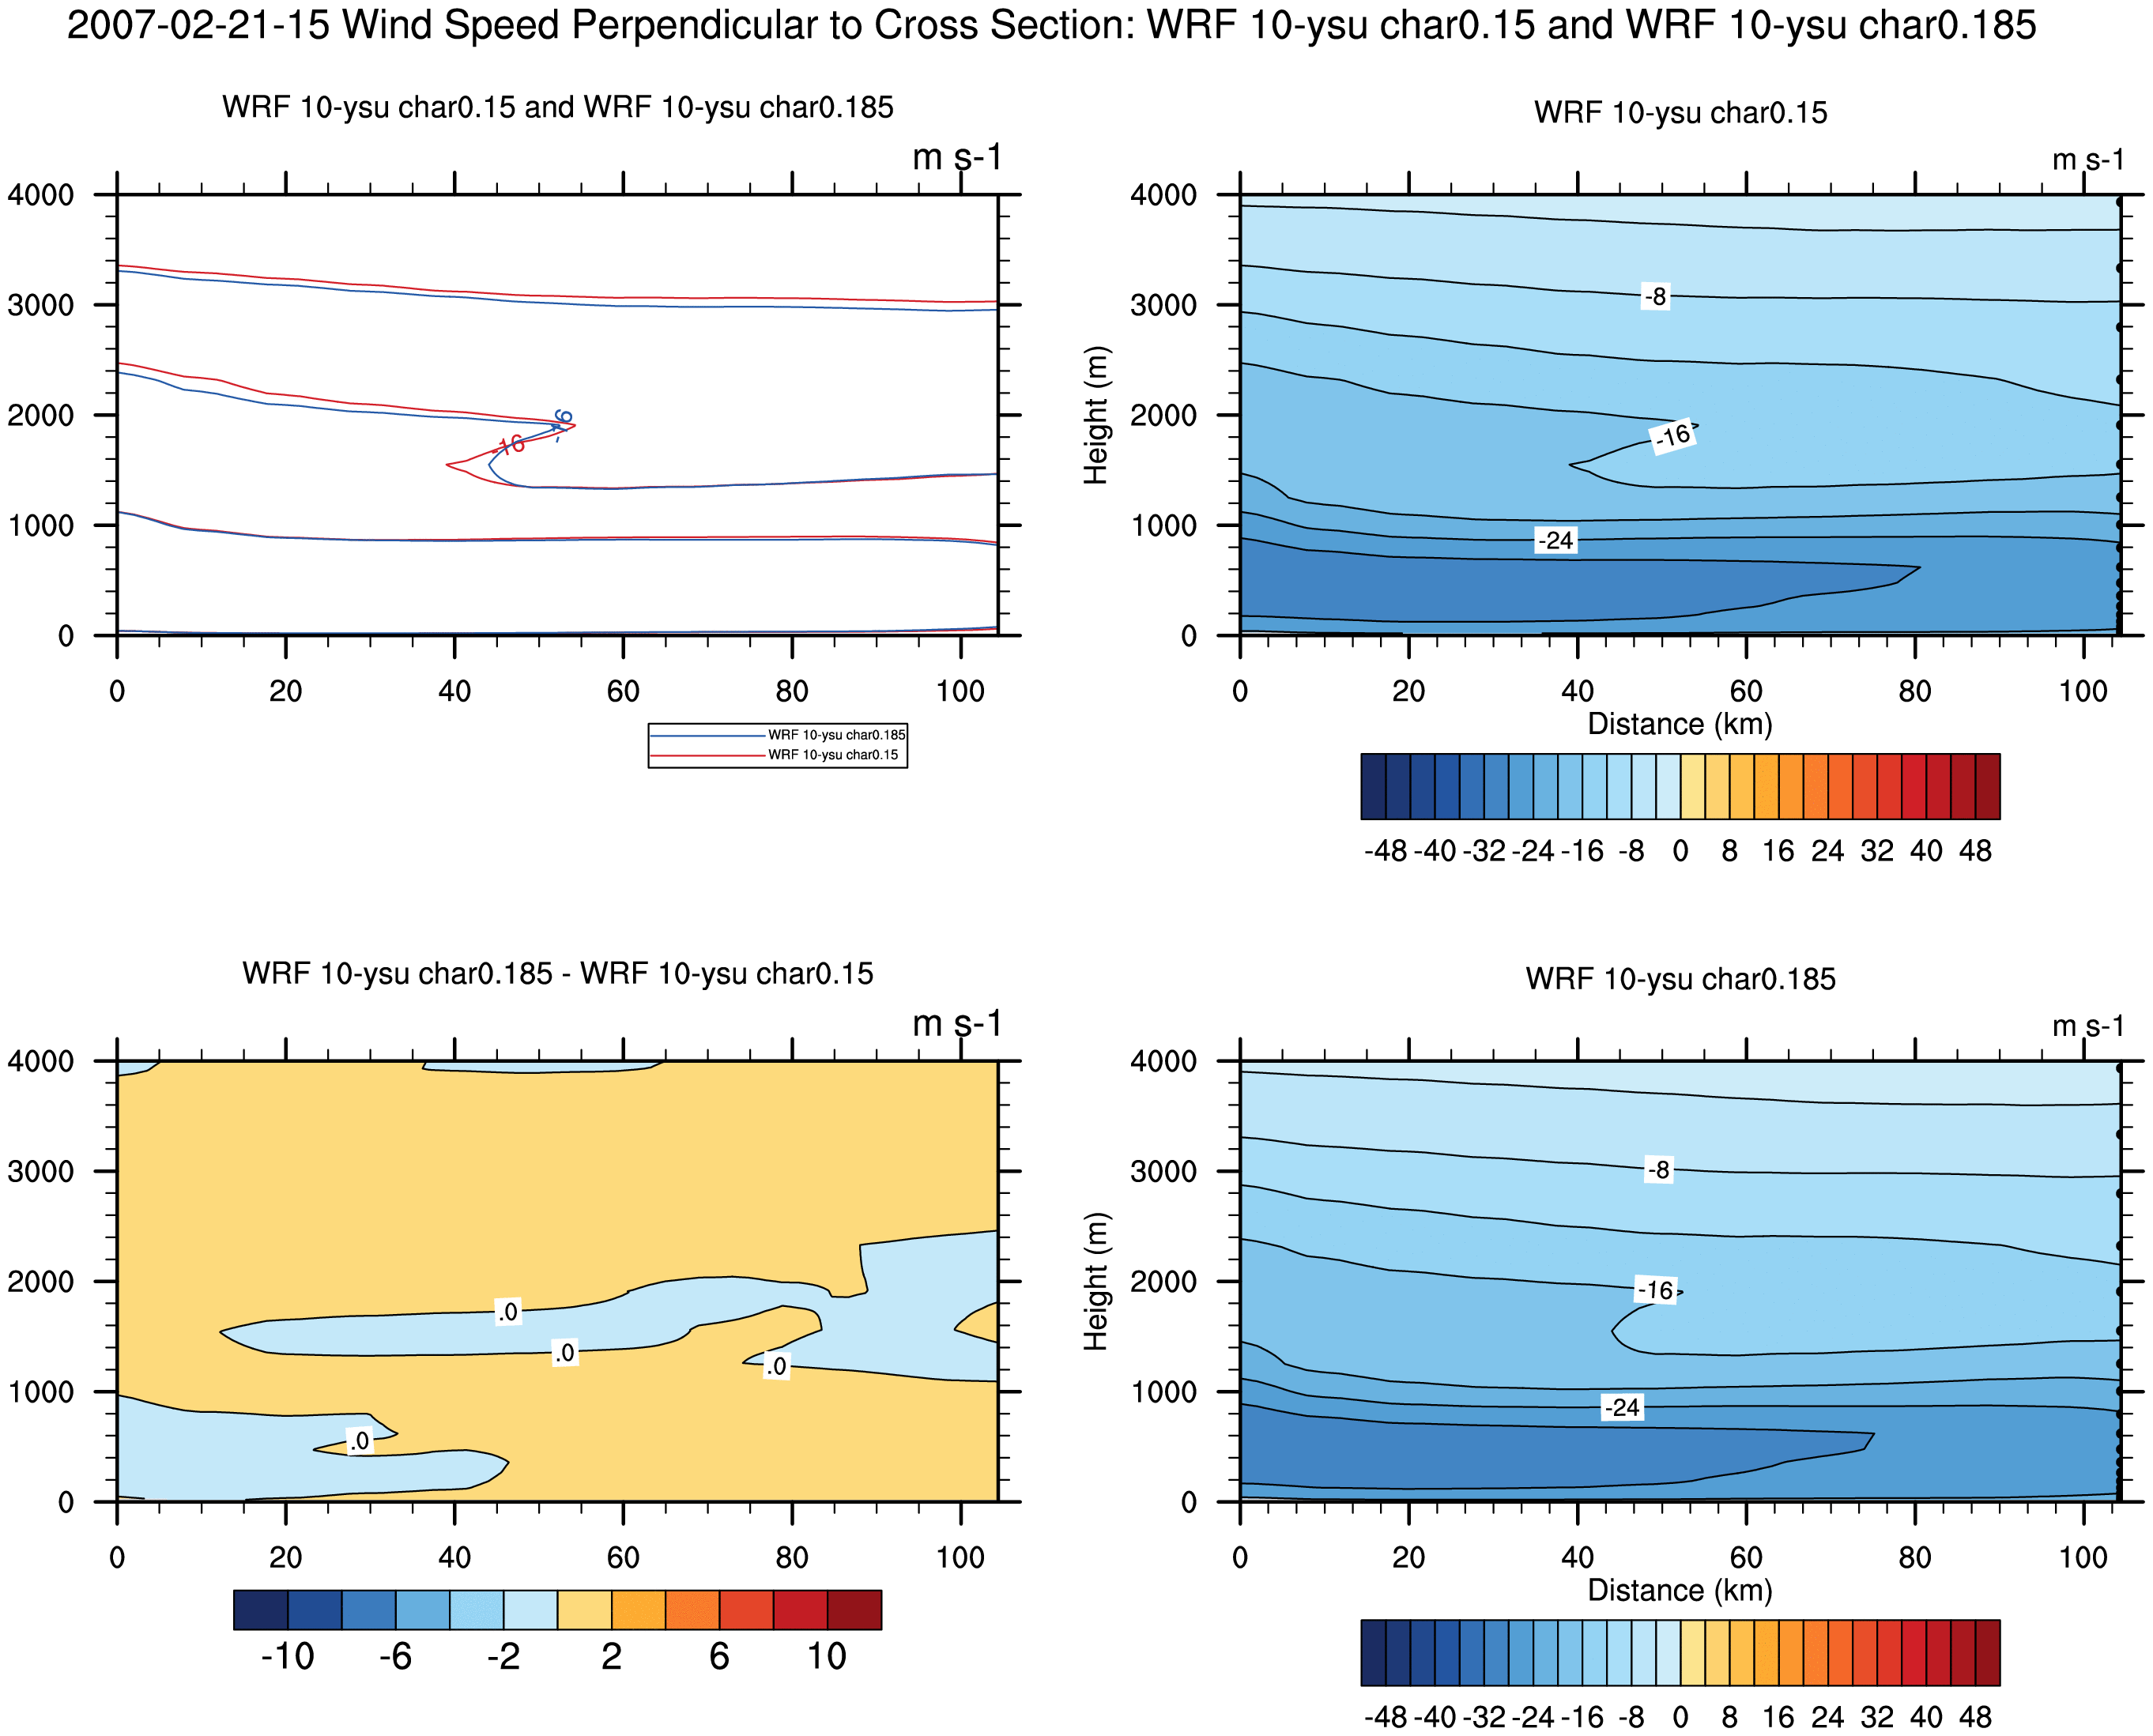 2007-02-21-15 Wind Speed Perpendicular to Cross Section: WRF 10-ysu char0.15 and WRF 10-ysu char0.185
WRF 10-ysu char0.15 and WRF 10-ysu char0.185
m s-1
4000
3000
2000
1000
0
-16
-16
0 20 40 60 80 100
WRF 10-ysu char0.185
WRF 10-ysu char0.15
WRF 10-ysu char0.15
m s-1
Height (m)
4000
3000
2000
1000
0
-8
-16
-24
0 20 40 60 80 100
Distance (km)
-48 -40 -32 -24 -16 -8 0 8 16 24 32 40 48
WRF 10-ysu char0.185 - WRF 10-ysu char0.15
m s-1
4000
3000
2000
1000
0
.0
.0
.0
.0
0 20 40 60 80 100
-10 -6 -2 2 6 10
WRF 10-ysu char0.185
m s-1
Height (m)
4000
3000
2000
1000
0
-8
-16
-24
0 20 40 60 80 100
Distance (km)
-48 -40 -32 -24 -16 -8 0 8 16 24 32 40 48